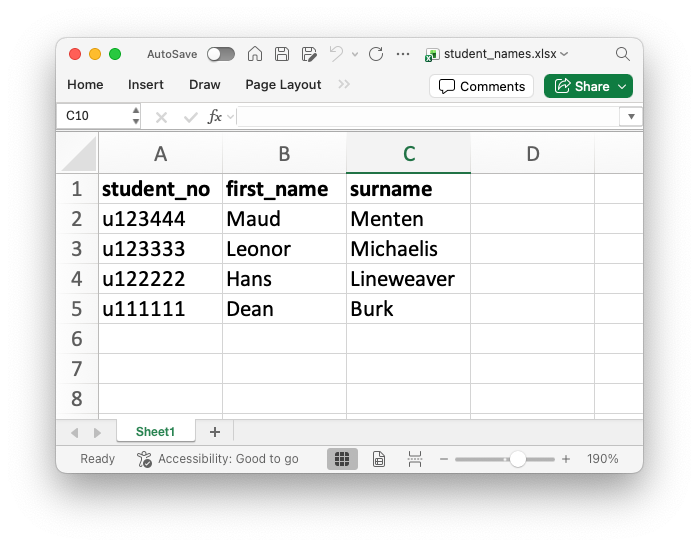 AutoSave ... student_names.xlsx
Home Insert Draw Page Layout >> Comments Share
C10 fx
A B C D
1 student_no first_name surname
2 u123444 Maud Menten
3 u123333 Leonor Michaelis
4 u122222 Hans Lineweaver
5 u111111 Dean Burk
6
7
8
Sheet1 +
Ready Accessibility: Good to go − + 190%